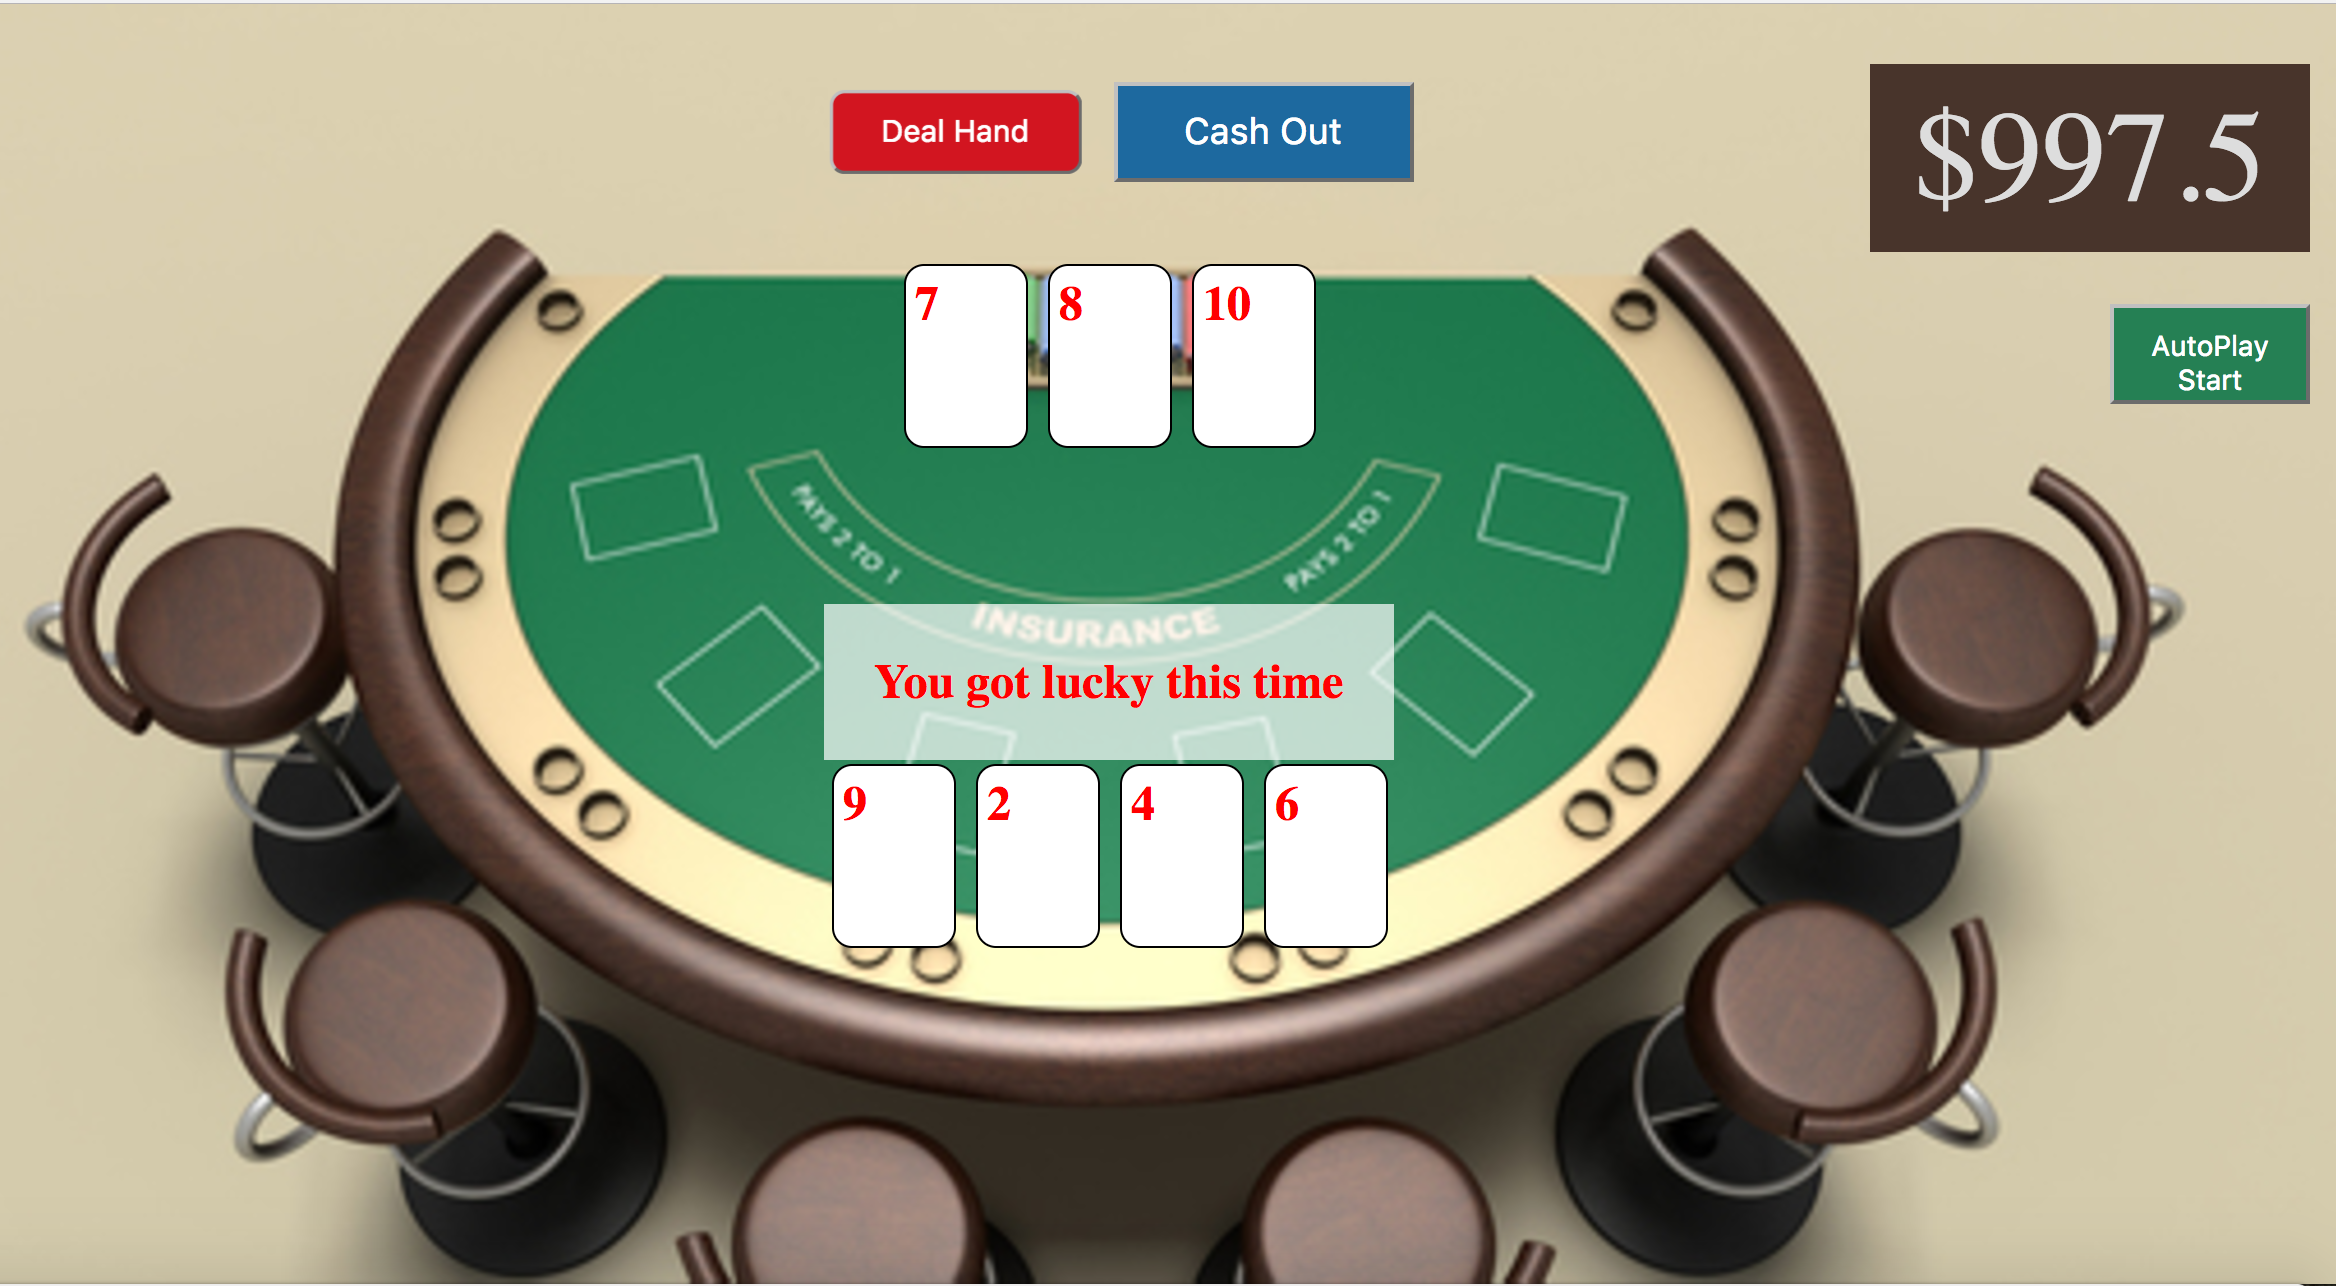 Deal Hand
Cash Out
$997.5
7
8
10
AutoPlay
Start
PAYS 2 TO 1
PAYS 2 TO 1
INSURANCE
You got lucky this time
9
2
4
6